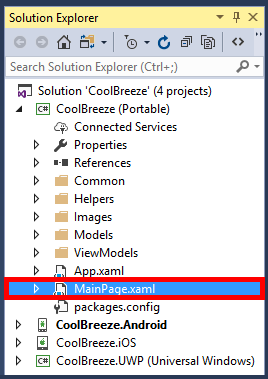 Solution Explorer
Search Solution Explorer (Ctrl+;)
Solution 'CoolBreeze' (4 projects)
C# CoolBreeze (Portable)
Connected Services
Properties
References
Common
Helpers
Images
Models
ViewModels
App.xaml
MainPage.xaml
packages.config
CoolBreeze.Android
CoolBreeze.iOS
C# CoolBreeze.UWP (Universal Windows)